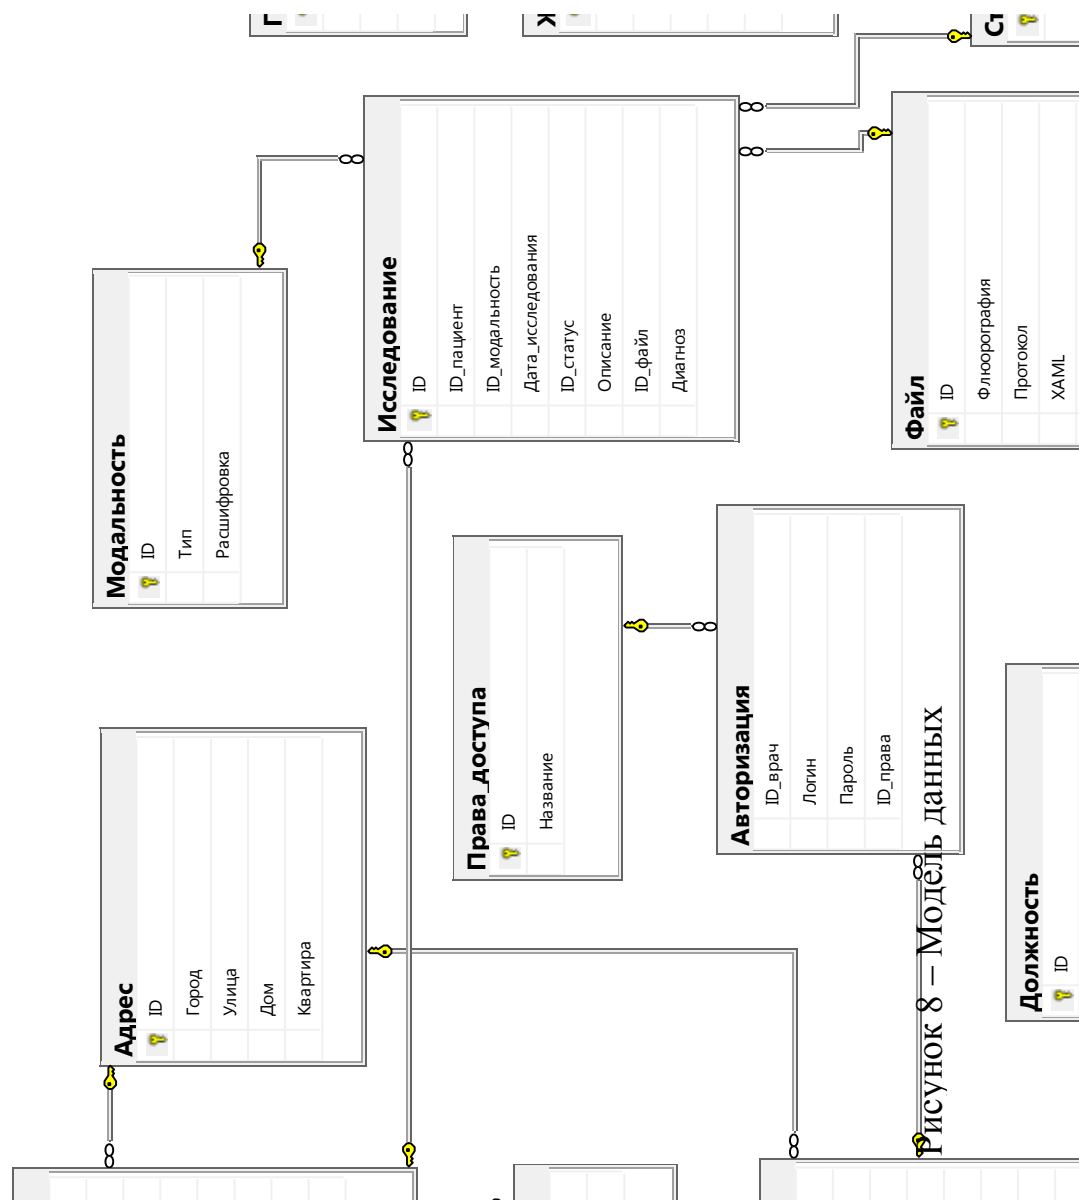 Модальность
ID
Тип
Расшифровка
Исследование
ID
ID_пациент
ID_модальность
Дата_исследования
ID_статус
Описание
ID_файл
Диагноз
Файл
ID
Флюорография
Протокол
XAML
Адрес
ID
Город
Улица
Дом
Квартира
Права_доступа
ID
Название
Авторизация
ID_врач
Логин
Пароль
ID_права
Должность
ID
Рисунок 8 – Модель данных